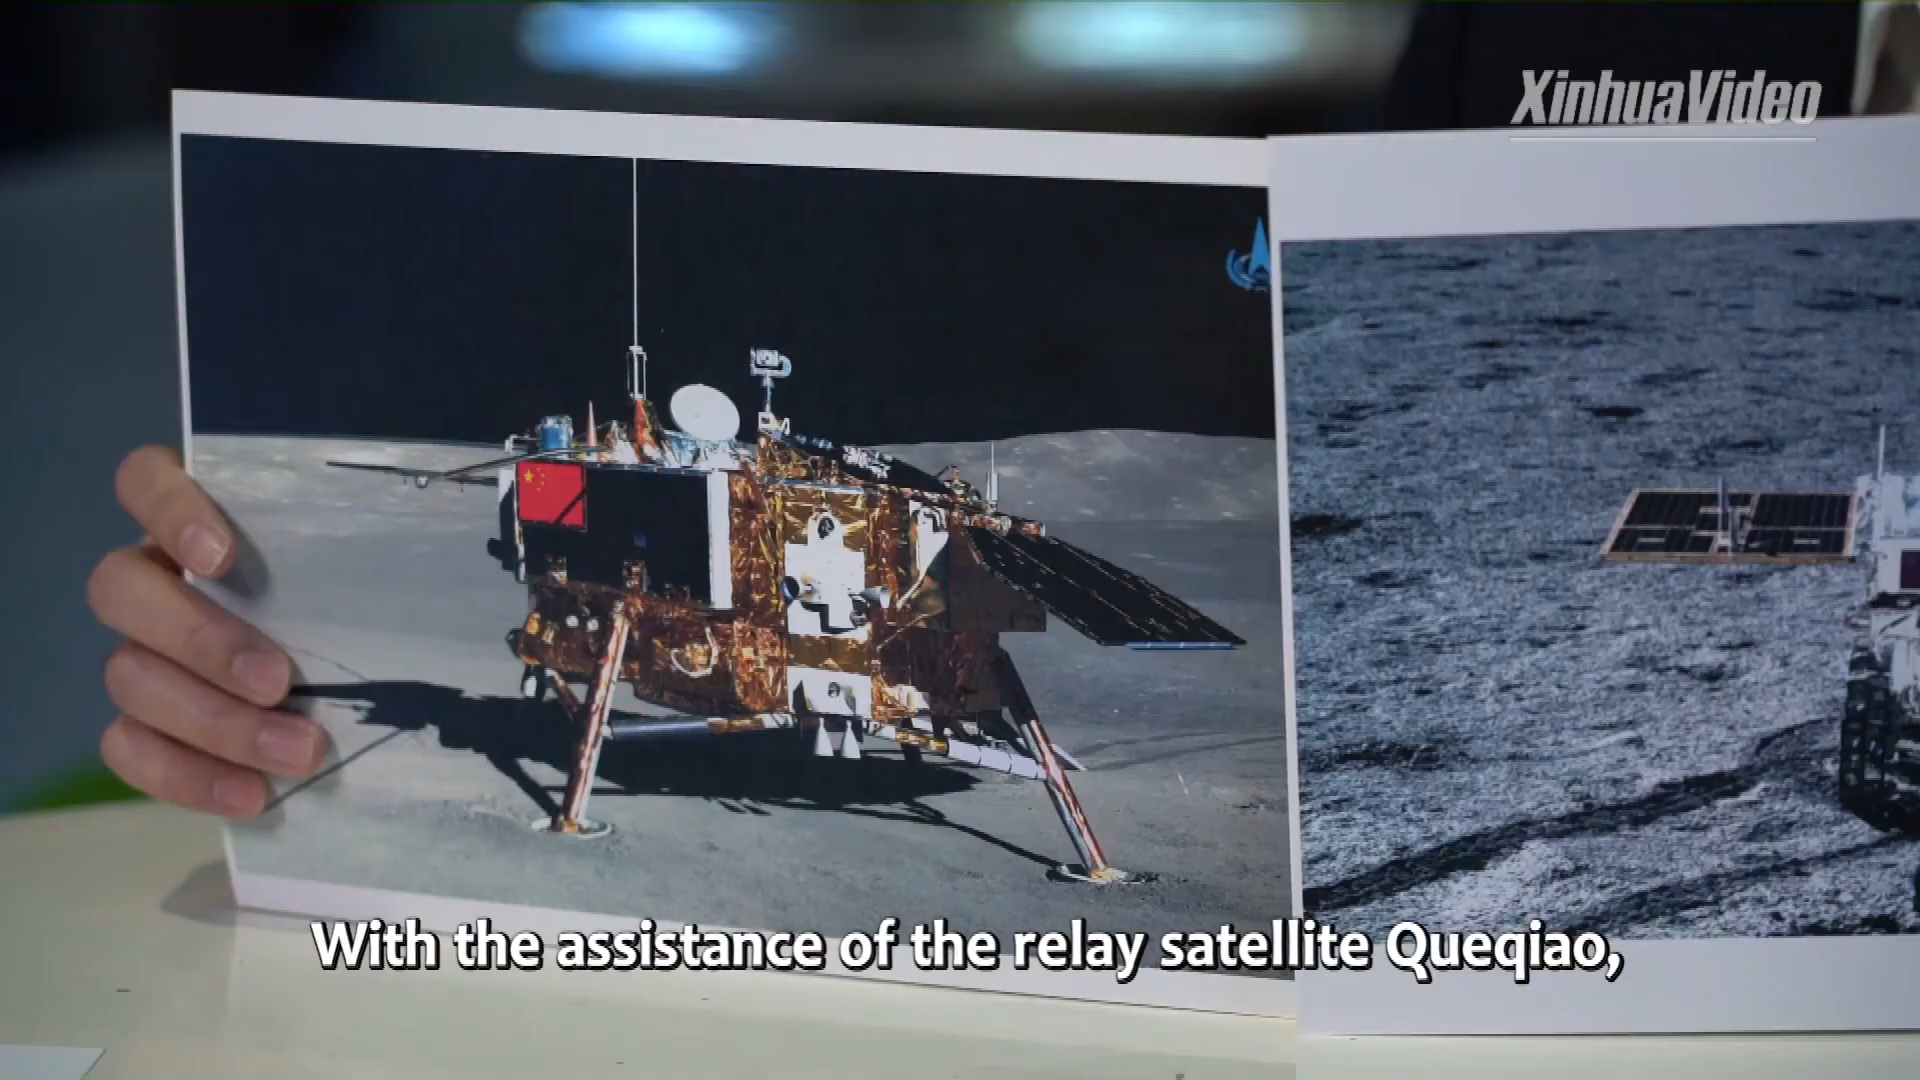 XinhuaVideo
With the assistance of the relay satellite Queqiao,